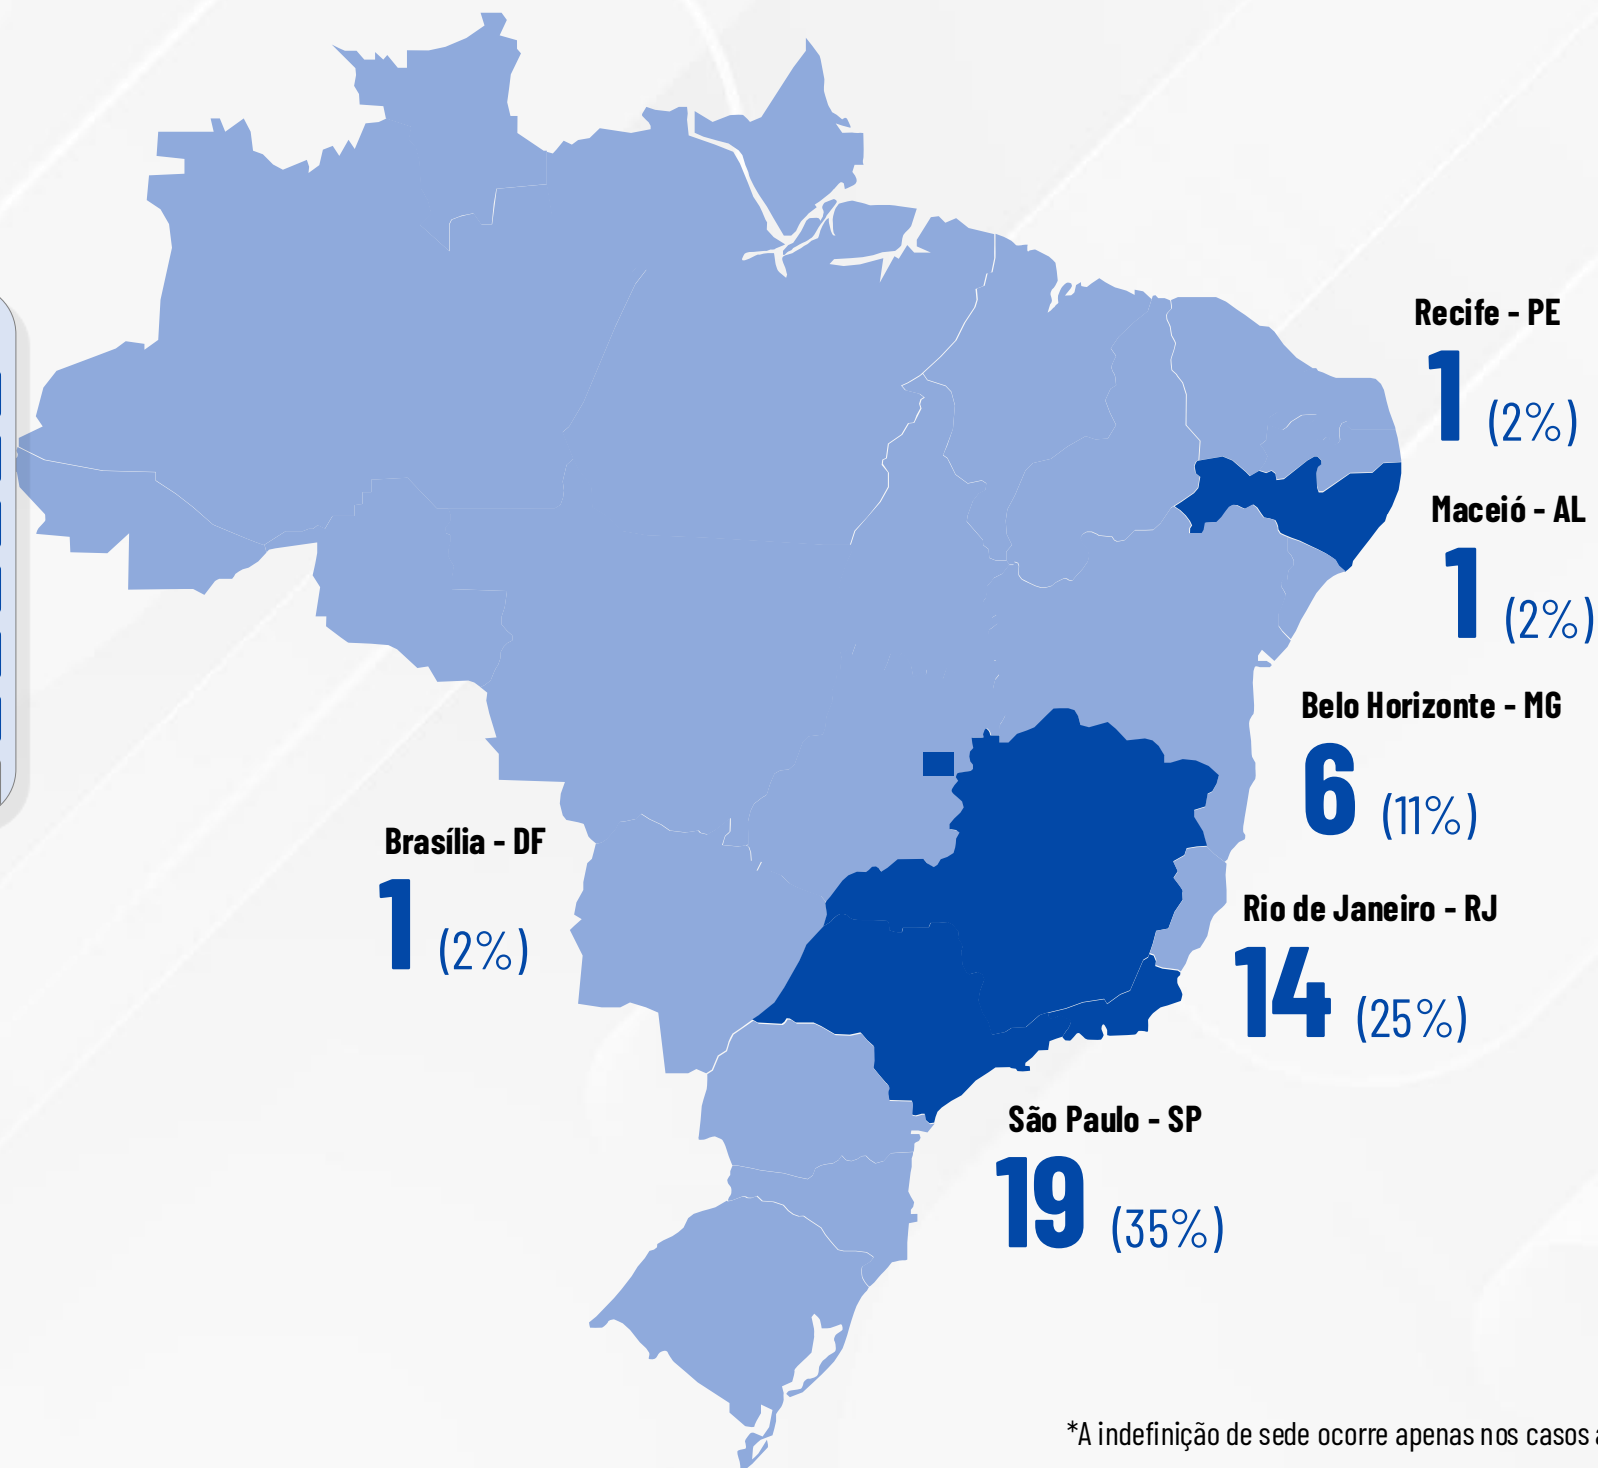 Recife - PE
1 (2%)
Maceió - AL
1 (2%)
Belo Horizonte - MG
6 (11%)
Brasília - DF
1 (2%)
Rio de Janeiro - RJ
14 (25%)
São Paulo - SP
19 (35%)
*A indefinição de sede ocorre apenas nos casos